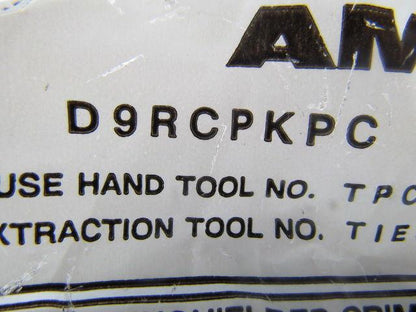 AM
D9RCPKPC
USE HAND TOOL NO. TPC
XTRACTION TOOL NO. TIE